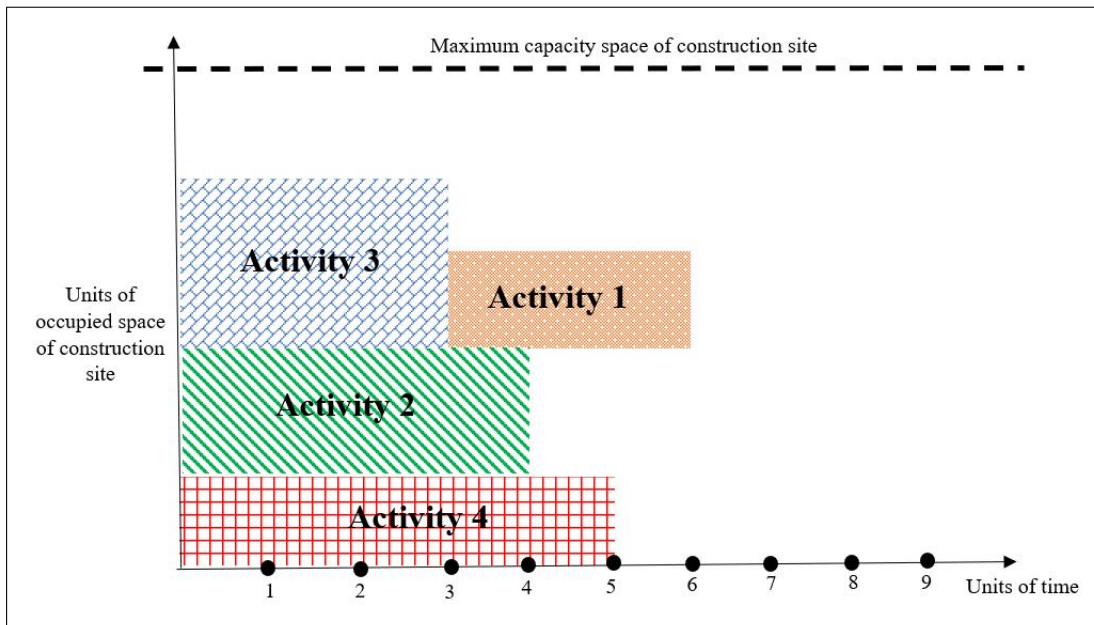 Maximum capacity space of construction site
Activity 3
Activity 1
Units of
occupied space
of construction
site
Activity 2
Activity 4
1 2 3 4 5 6 7 8 9
Units of time